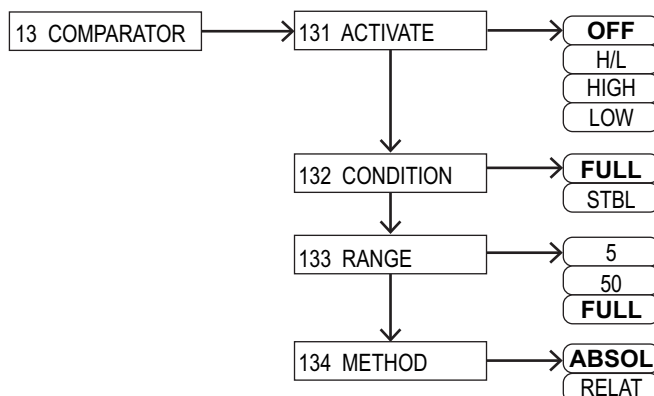 13 COMPARATOR
131 ACTIVATE
OFF
H/L
HIGH
LOW
132 CONDITION
FULL
STBL
133 RANGE
5
50
FULL
134 METHOD
ABSOL
RELAT